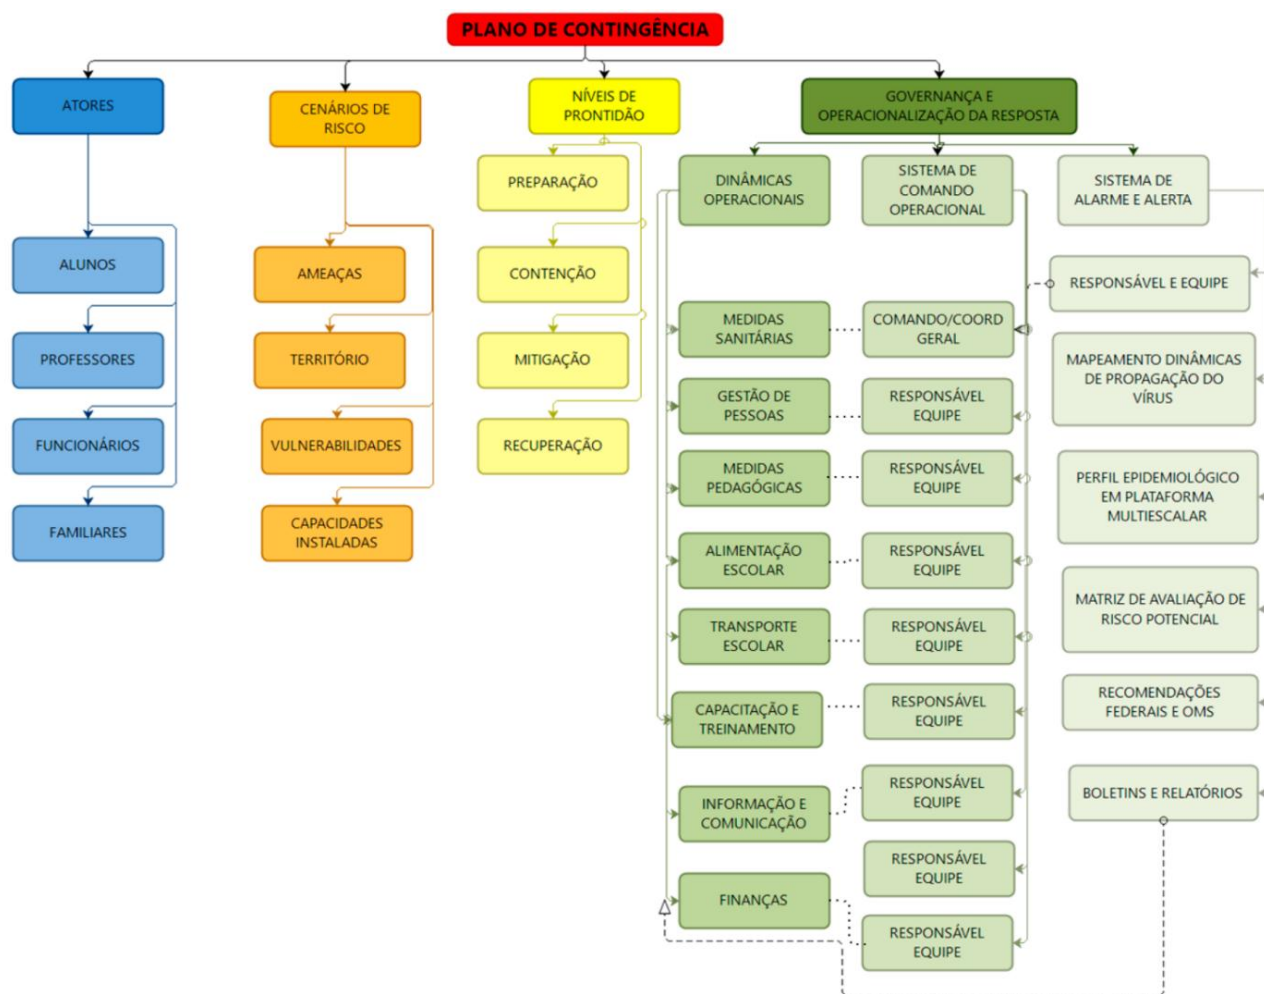 PLANO DE CONTINGÊNCIA
ATORES
ALUNOS
PROFESSORES
FUNCIONÁRIOS
FAMILIARES
CENÁRIOS DE
RISCO
AMEAÇAS
TERRITÓRIO
VULNERABILIDADES
CAPACIDADES
INSTALADAS
NÍVEIS DE
PRONTIDÃO
PREPARAÇÃO
CONTENÇÃO
MITIGAÇÃO
RECUPERAÇÃO
GOVERNANÇA E
OPERACIONALIZAÇÃO DA RESPOSTA
DINÂMICAS
OPERACIONAIS
MEDIDAS
SANITÁRIAS
GESTÃO DE
PESSOAS
MEDIDAS
PEDAGÓGICAS
ALIMENTAÇÃO
ESCOLAR
TRANSPORTE
ESCOLAR
CAPACITAÇÃO E
TREINAMENTO
INFORMAÇÃO E
COMUNICAÇÃO
FINANÇAS
SISTEMA DE
COMANDO
OPERACIONAL
COMANDO/COORD
GERAL
RESPONSÁVEL
EQUIPE
RESPONSÁVEL
EQUIPE
RESPONSÁVEL
EQUIPE
RESPONSÁVEL
EQUIPE
RESPONSÁVEL
EQUIPE
RESPONSÁVEL
EQUIPE
RESPONSÁVEL
EQUIPE
RESPONSÁVEL
EQUIPE
SISTEMA DE
ALARME E ALERTA
RESPONSÁVEL E EQUIPE
MAPEAMENTO DINÂMICAS
DE PROPAGAÇÃO DO
VÍRUS
PERFIL EPIDEMIOLÓGICO
EM PLATAFORMA
MULTIESCALAR
MATRIZ DE AVALIAÇÃO DE
RISCO POTENCIAL
RECOMENDAÇÕES
FEDERAIS E OMS
BOLETINS E RELATÓRIOS